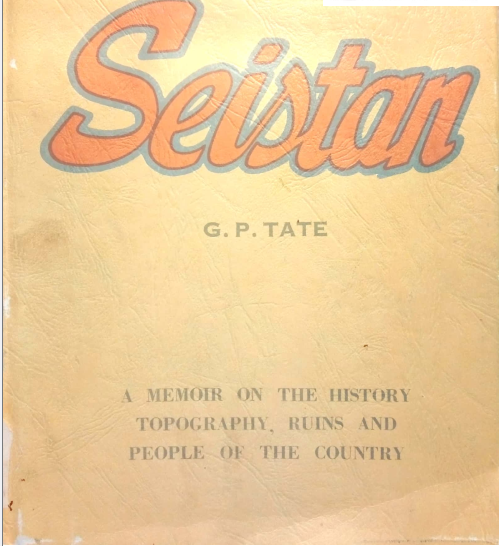 Seistan
G. P. TATE
A MEMOIR ON THE HISTORY
TOPOGRAPHY, RUINS AND
PEOPLE OF THE COUNTRY